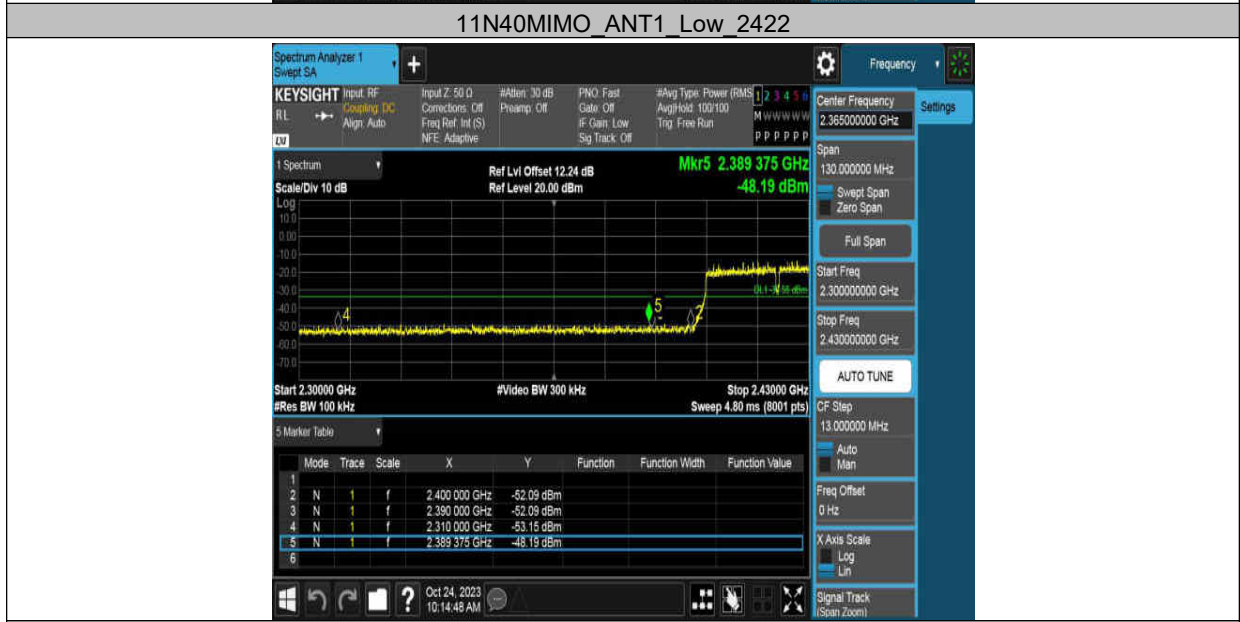 11N40MIMO_ANT1_Low_2422
Spectrum Analyzer 1
Swept SA
Frequency
KEYSIGHT
RL
Input: RF
Coupling: DC
Align: Auto
Input Z: 50 Ω
Corrections: Off
Freq Ref: Int (S)
NFE: Adaptive
#Atten: 30 dB
Preamp: Off
PNO: Fast
Gate: Off
IF Gain: Low
Sig Track: Off
#Avg Type: Power (RMS
Avg|Hold: 100/100
Trig: Free Run
1 2 3 4 5 6
M W W W W W
P P P P P P
Center Frequency
2.365000000 GHz
Settings
Span
130.000000 MHz
Swept Span
Zero Span
Full Span
Start Freq
2.300000000 GHz
Stop Freq
2.430000000 GHz
AUTO TUNE
CF Step
13.000000 MHz
Auto
Man
Freq Offset
0 Hz
X Axis Scale
Log
Lin
Signal Track
(Span Zoom)
1 Spectrum
Scale/Div 10 dB
Ref Lvl Offset 12.24 dB
Ref Level 20.00 dBm
Mkr5 2.389 375 GHz
-48.19 dBm
Log
10.0
0.00
-10.0
-20.0
-30.0
-40.0
-50.0
-60.0
-70.0
4
5
2
Start 2.30000 GHz
#Video BW 300 kHz
Stop 2.43000 GHz
#Res BW 100 kHz
Sweep 4.80 ms (8001 pts)
5 Marker Table
Mode Trace Scale X Y Function Function Width Function Value
1
2 N 1 f 2.400 000 GHz -52.09 dBm
3 N 1 f 2.390 000 GHz -52.09 dBm
4 N 1 f 2.310 000 GHz -53.15 dBm
5 N 1 f 2.389 375 GHz -48.19 dBm
6
?
Oct 24, 2023
10:14:48 AM